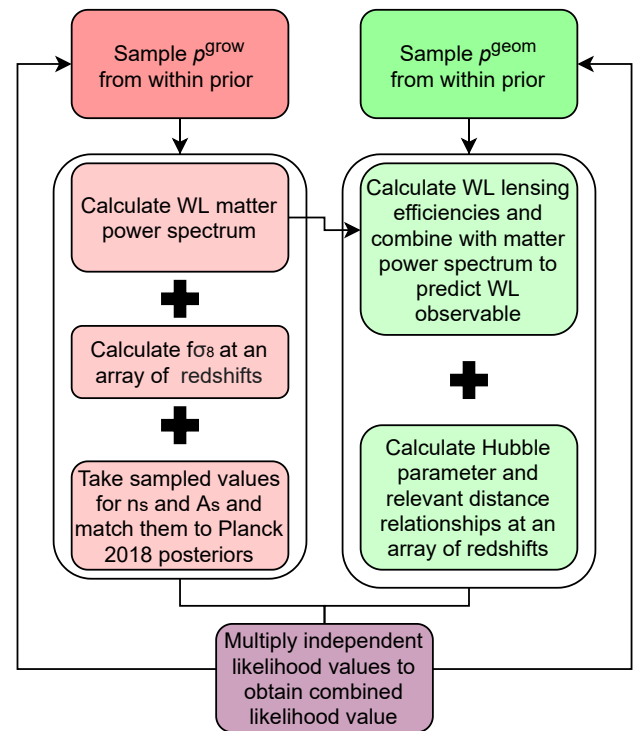 Sample p^grow
from within prior
Sample p^geom
from within prior
Calculate WL matter
power spectrum
Calculate fσ₈ at an
array of redshifts
Take sampled values
for nₛ and Aₛ and
match them to Planck
2018 posteriors
Calculate WL lensing
efficiencies and
combine with matter
power spectrum to
predict WL
observable
Calculate Hubble
parameter and
relevant distance
relationships at an
array of redshifts
Multiply independent
likelihood values to
obtain combined
likelihood value